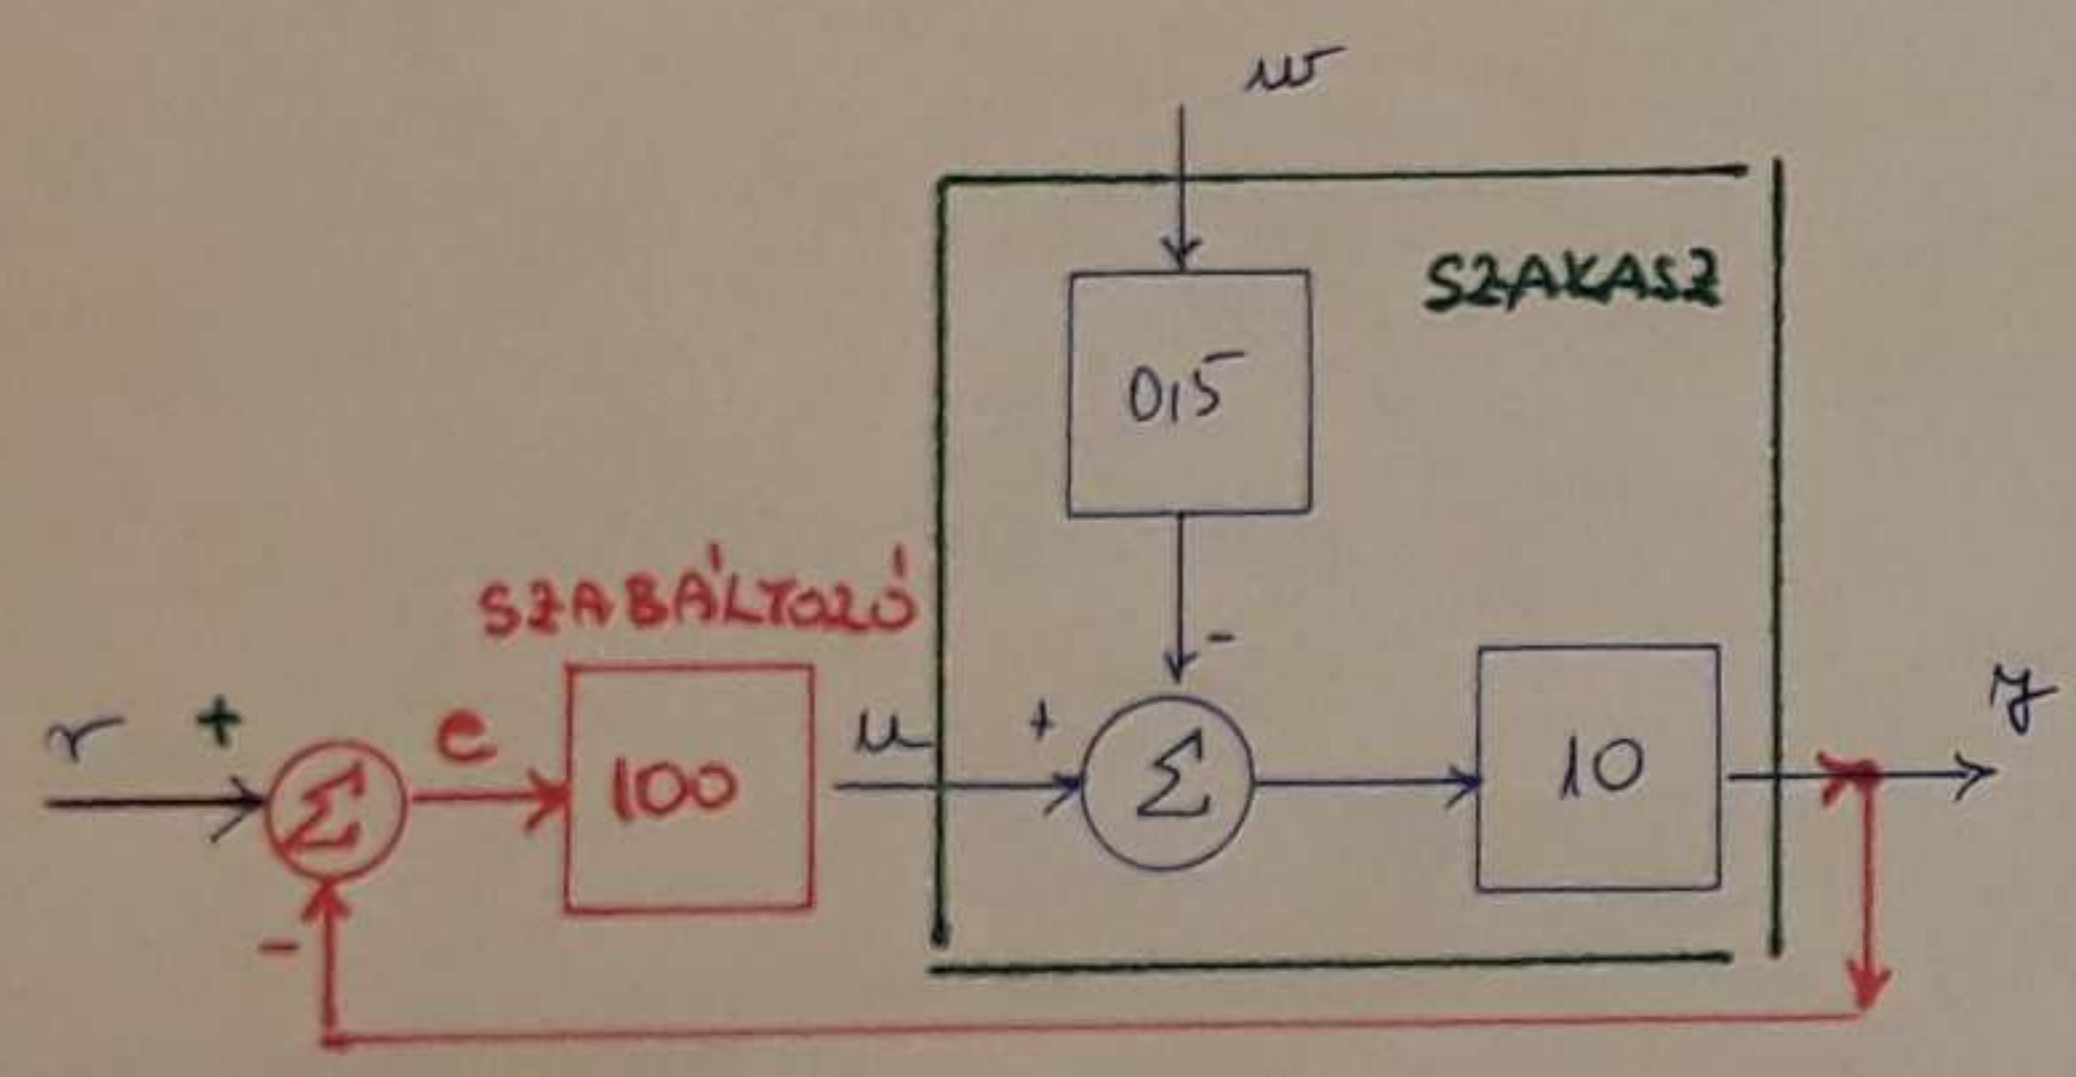 w
SZAKASZ
0,5
SZABÁLYOZÓ
-
r + e u + y
Σ 100 Σ 10
-